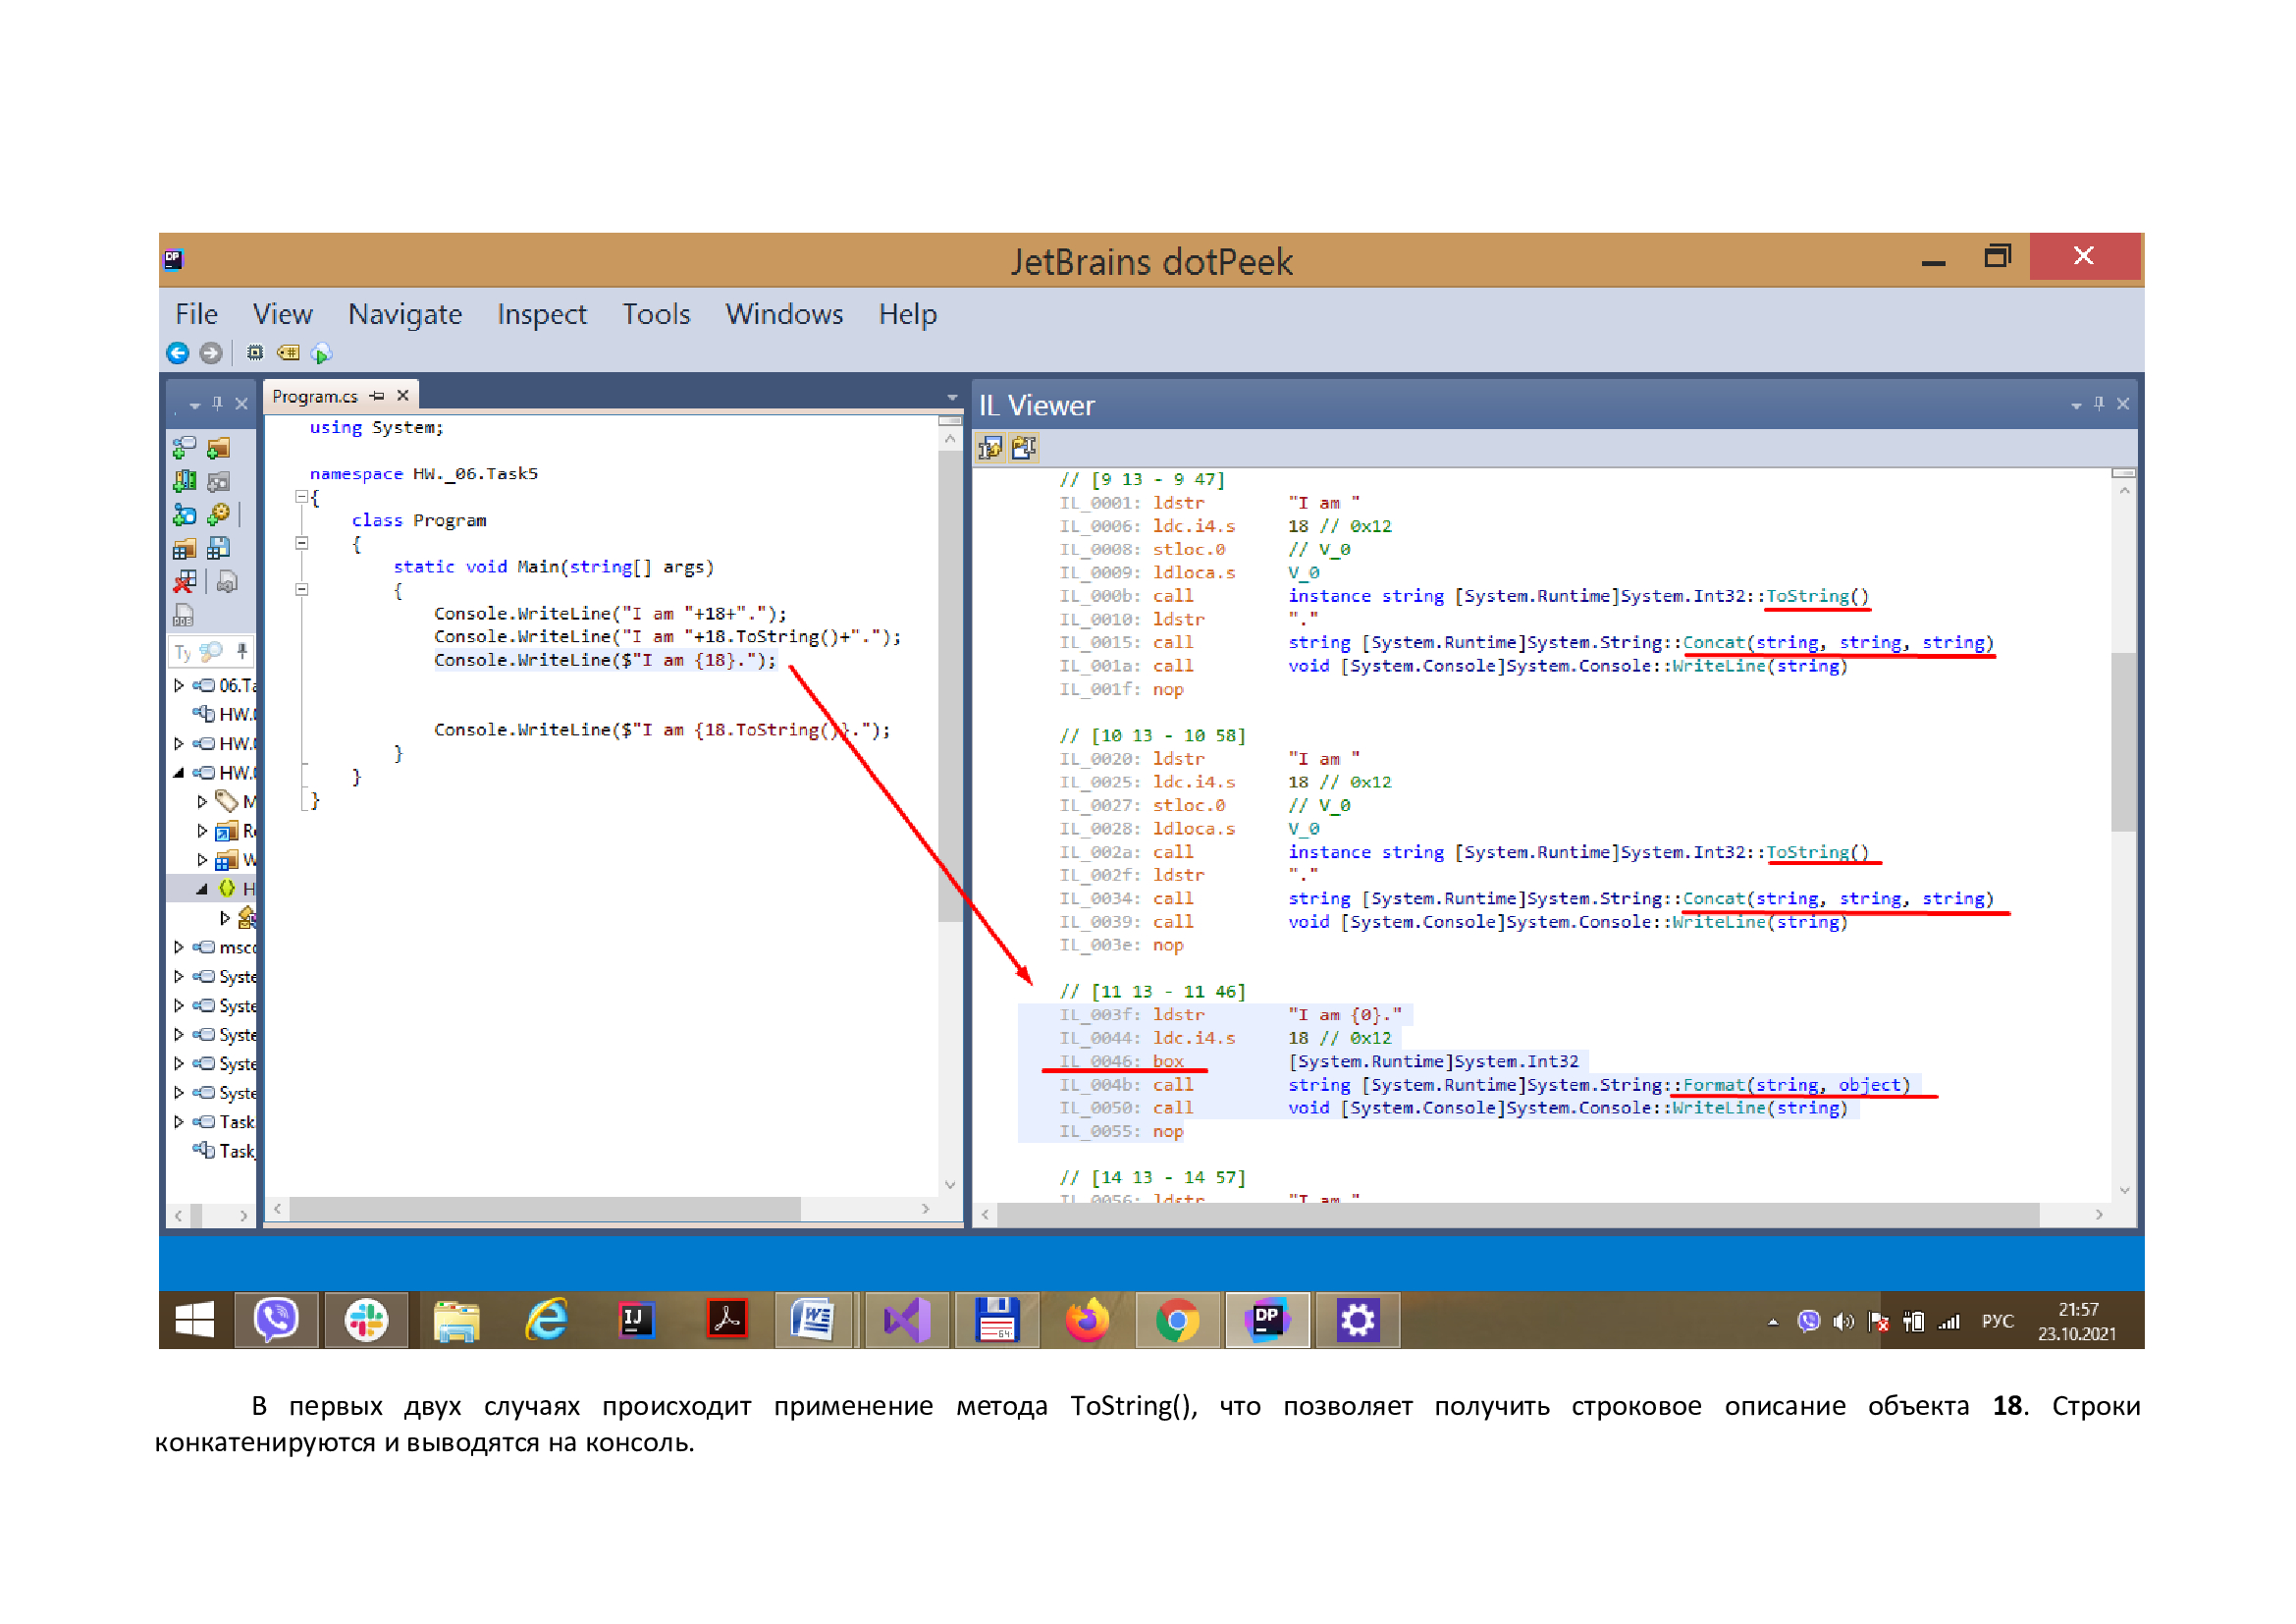 JetBrains dotPeek
File View Navigate Inspect Tools Windows Help
Program.cs
using System;
namespace HW._06.Task5
{
class Program
{
static void Main(string[] args)
{
Console.WriteLine("I am "+18+".");
Console.WriteLine("I am "+18.ToString()+".");
Console.WriteLine($"I am {18}.");
Console.WriteLine($"I am {18.ToString()}.");
}
}
}
Ty
06.Ta
HW.
HW.
HW.
M
R
W
H
msc
Syste
Syste
Syste
Syste
Syste
Task
Task_
IL Viewer
// [9 13 - 9 47]
IL_0001: ldstr "I am "
IL_0006: ldc.i4.s 18 // 0x12
IL_0008: stloc.0 // V_0
IL_0009: ldloca.s V_0
IL_000b: call instance string [System.Runtime]System.Int32::ToString()
IL_0010: ldstr "."
IL_0015: call string [System.Runtime]System.String::Concat(string, string, string)
IL_001a: call void [System.Console]System.Console::WriteLine(string)
IL_001f: nop
// [10 13 - 10 58]
IL_0020: ldstr "I am "
IL_0025: ldc.i4.s 18 // 0x12
IL_0027: stloc.0 // V_0
IL_0028: ldloca.s V_0
IL_002a: call instance string [System.Runtime]System.Int32::ToString()
IL_002f: ldstr "."
IL_0034: call string [System.Runtime]System.String::Concat(string, string, string)
IL_0039: call void [System.Console]System.Console::WriteLine(string)
IL_003e: nop
// [11 13 - 11 46]
IL_003f: ldstr "I am {0}."
IL_0044: ldc.i4.s 18 // 0x12
IL_0046: box [System.Runtime]System.Int32
IL_004b: call string [System.Runtime]System.String::Format(string, object)
IL_0050: call void [System.Console]System.Console::WriteLine(string)
IL_0055: nop
// [14 13 - 14 57]
IL_0056: ldstr "I am "
РУС
21:57
23.10.2021
В первых двух случаях происходит применение метода ToString(), что позволяет получить строковое описание объекта 18. Строки
конкатенируются и выводятся на консоль.